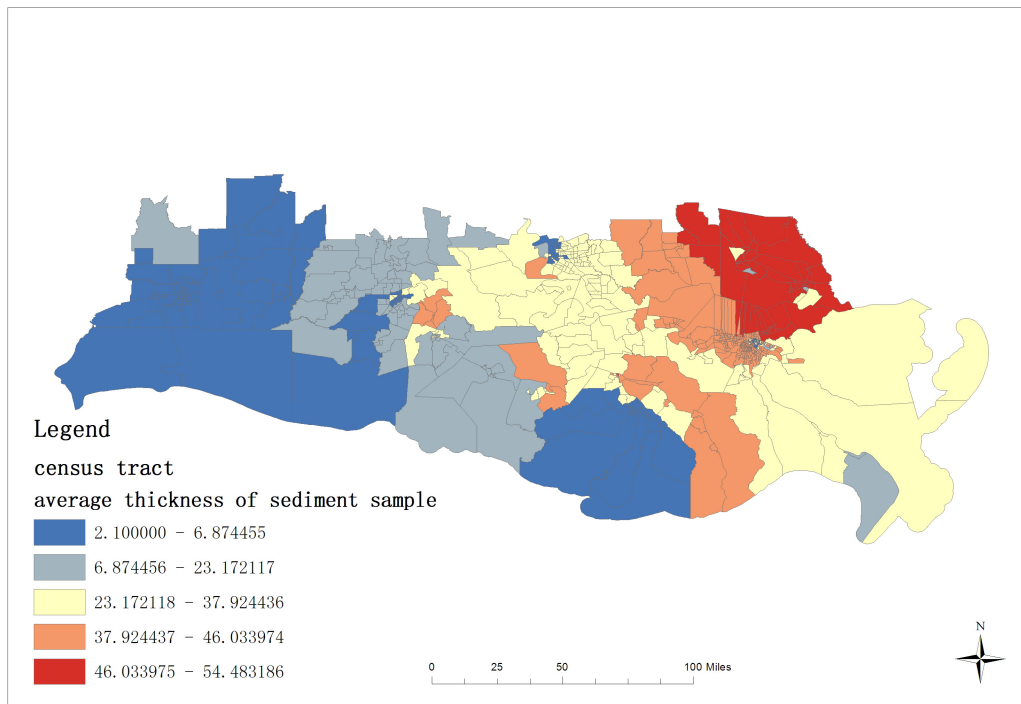 Legend
census tract
average thickness of sediment sample
2.100000 - 6.874455
6.874456 - 23.172117
23.172118 - 37.924436
37.924437 - 46.033974
46.033975 - 54.483186
0 25 50 100 Miles
N